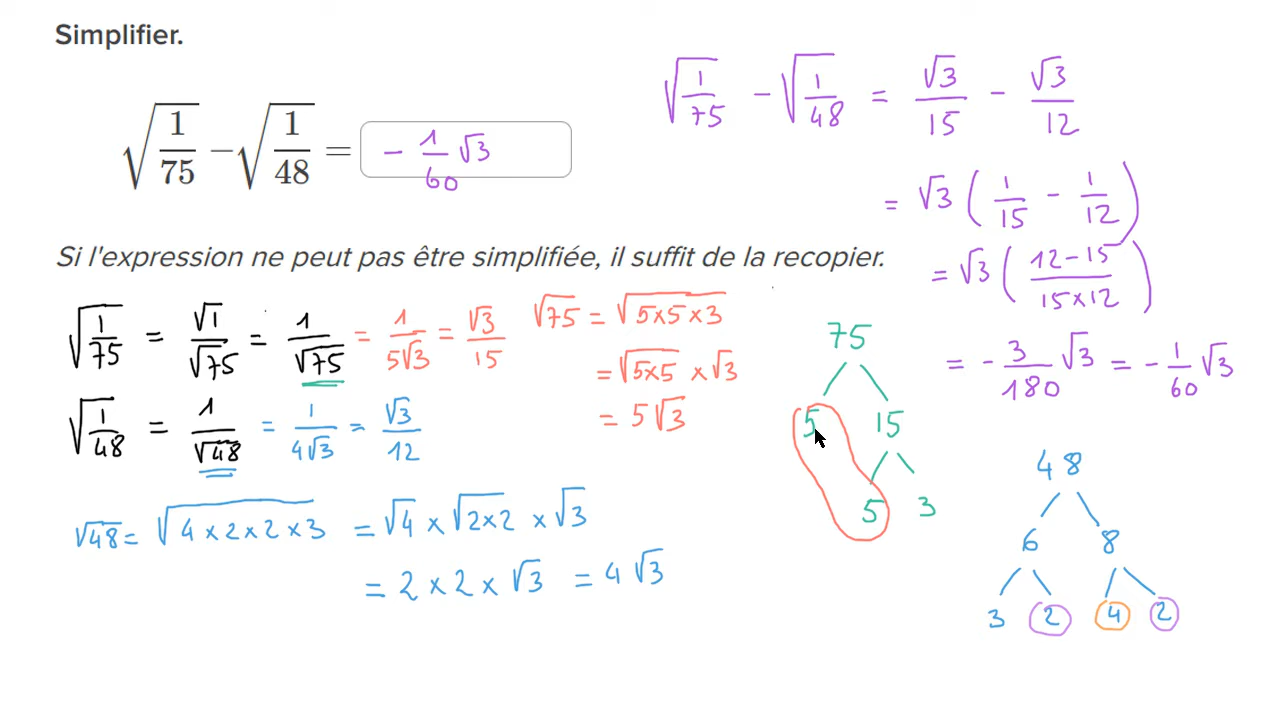 Simplifier.
√(1/75) − √(1/48) = − 1/60 √3
Si l'expression ne peut pas être simplifiée, il suffit de la recopier.
√(1/75) = √1/√75 = 1/√75 = 1/(5√3) = √3/15
√(1/48) = 1/√48 = 1/(4√3) = √3/12
√48 = √(4 × 2 × 2 × 3) = √4 × √(2×2) × √3
= 2 × 2 × √3 = 4 √3
√75 = √(5×5×3)
= √(5×5) × √3
= 5√3
75
5 15
5 3
√(1/75) − √(1/48) = √3/15 − √3/12
= √3 (1/15 − 1/12)
= √3 ((12−15)/(15×12))
= − 3/180 √3 = − 1/60 √3
48
6 8
3 2 4 2